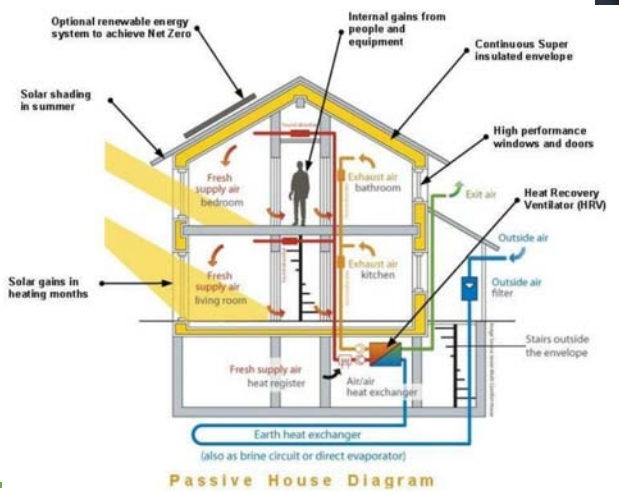 Optional renewable energy
system to achieve Net Zero
Internal gains from
people and
equipment
Continuous Super
insulated envelope
Solar shading
in summer
High performance
windows and doors
Fresh
supply air
bedroom
Exhaust air
bathroom
Exit air
Heat Recovery
Ventilator (HRV)
Outside air
Solar gains in
heating months
Fresh
supply air
living room
Exhaust air
kitchen
Outside air
filter
Stairs outside
the envelope
Fresh supply air
heat register
Air/air
heat exchanger
Earth heat exchanger
(also as brine circuit or direct evaporator)
Passive House Diagram